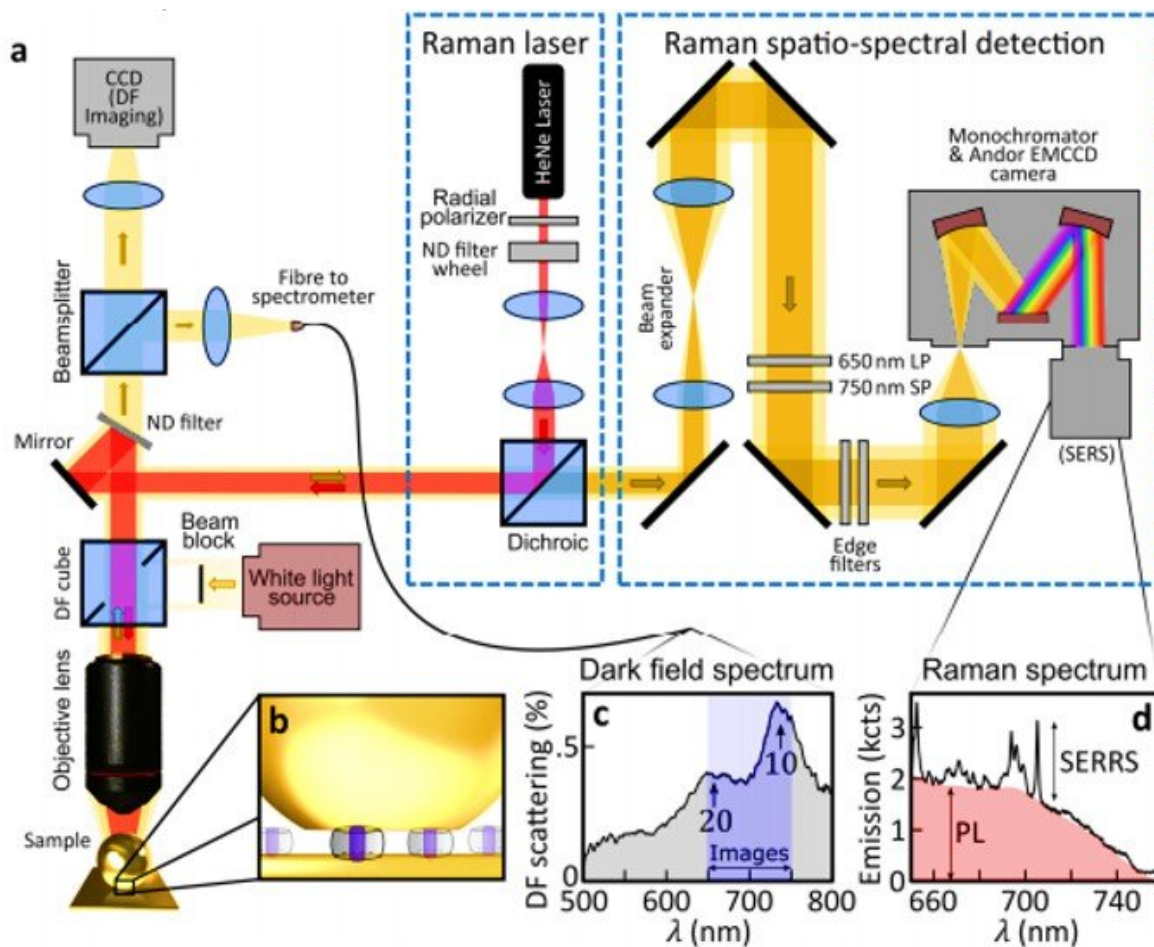 a
CCD
(DF
Imaging)
Beamsplitter
Fibre to
spectrometer
ND filter
Mirror
DF cube
Beam
block
White light
source
Objective lens
Sample
Raman laser
HeNe Laser
Radial
polarizer
ND filter
wheel
Dichroic
Raman spatio-spectral detection
Beam
expander
650 nm LP
750 nm SP
Edge
filters
Monochromator
& Andor EMCCD
camera
(SERS)
b
Dark field spectrum
c
DF scattering (%)
.5
0
20
10
Images
500 600 700 800
λ (nm)
Raman spectrum
d
Emission (kcts)
3
2
1
0
SERRS
PL
660 700 740
λ (nm)